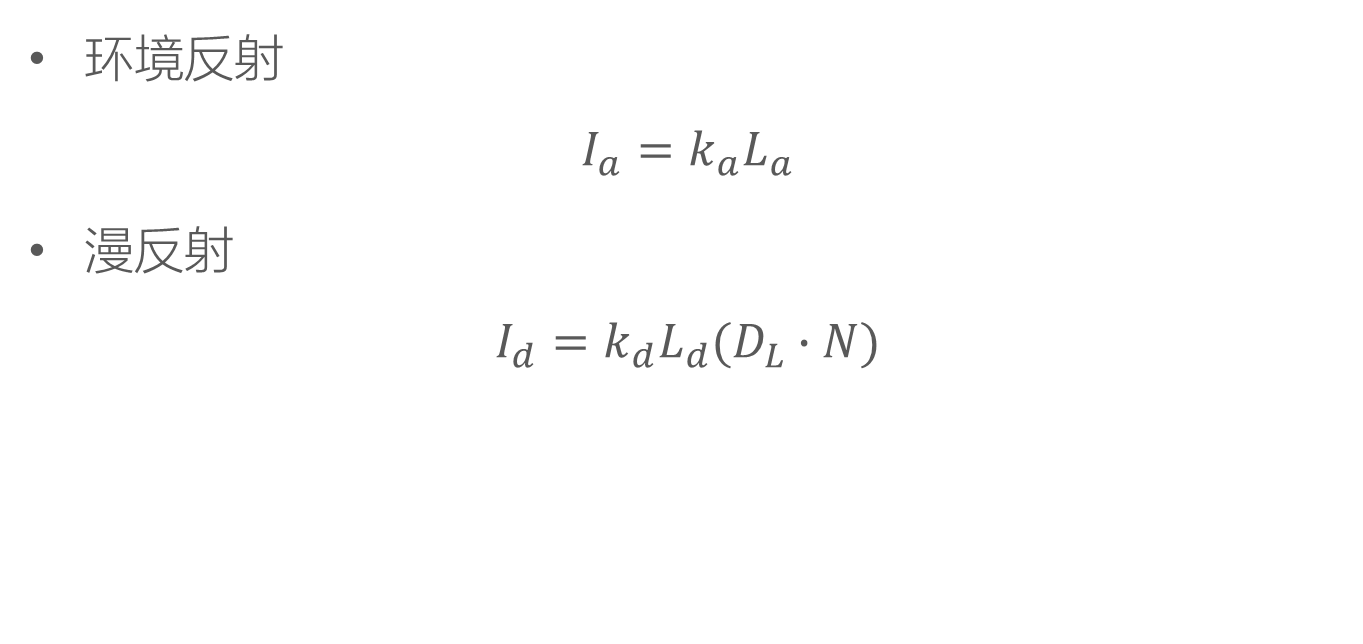 • 环境反射
I_a = k_a L_a
• 漫反射
I_d = k_d L_d (D_L · N)